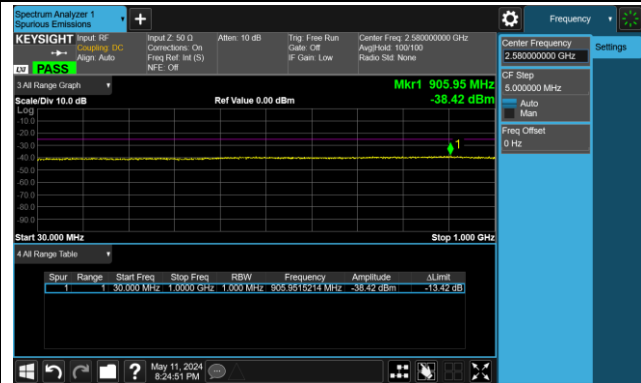 Spectrum Analyzer 1
Spurious Emissions
Frequency
KEYSIGHT
Input: RF
Coupling: DC
Align: Auto
Input Z: 50 Ω
Corrections: On
Freq Ref: Int (S)
NFE: Off
Atten: 10 dB
Trig: Free Run
Gate: Off
IF Gain: Low
Center Freq: 2.580000000 GHz
Avg|Hold: 100/100
Radio Std: None
LXI
PASS
Center Frequency
2.580000000 GHz
Settings
CF Step
5.000000 MHz
Auto
Man
Freq Offset
0 Hz
3 All Range Graph
Mkr1 905.95 MHz
Scale/Div 10.0 dB
Ref Value 0.00 dBm
-38.42 dBm
Log
-10.0
-20.0
-30.0
-40.0
-50.0
-60.0
-70.0
-80.0
-90.0
1
Start 30.000 MHz
Stop 1.000 GHz
4 All Range Table
Spur Range Start Freq Stop Freq RBW Frequency Amplitude ΔLimit
1 1 30.000 MHz 1.0000 GHz 1.000 MHz 905.9515214 MHz -38.42 dBm -13.42 dB
May 11, 2024
8:24:51 PM